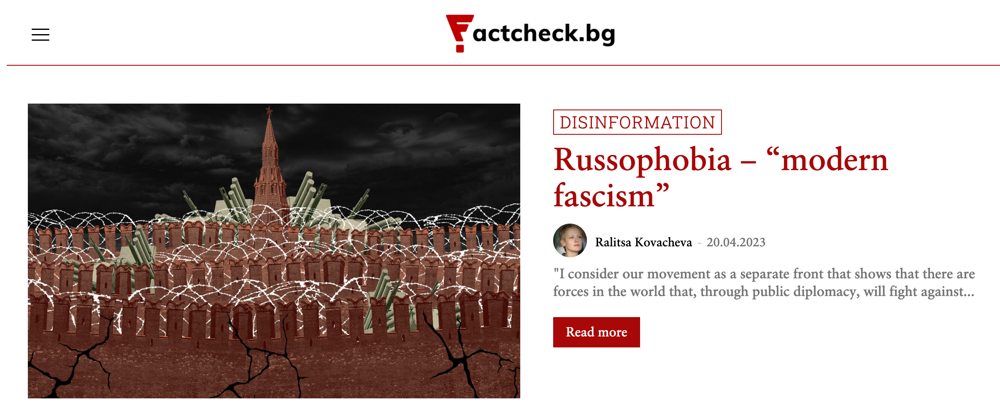 Factcheck.bg
DISINFORMATION
Russophobia – “modern
fascism”
Ralitsa Kovacheva - 20.04.2023
"I consider our movement as a separate front that shows that there are
forces in the world that, through public diplomacy, will fight against...
Read more